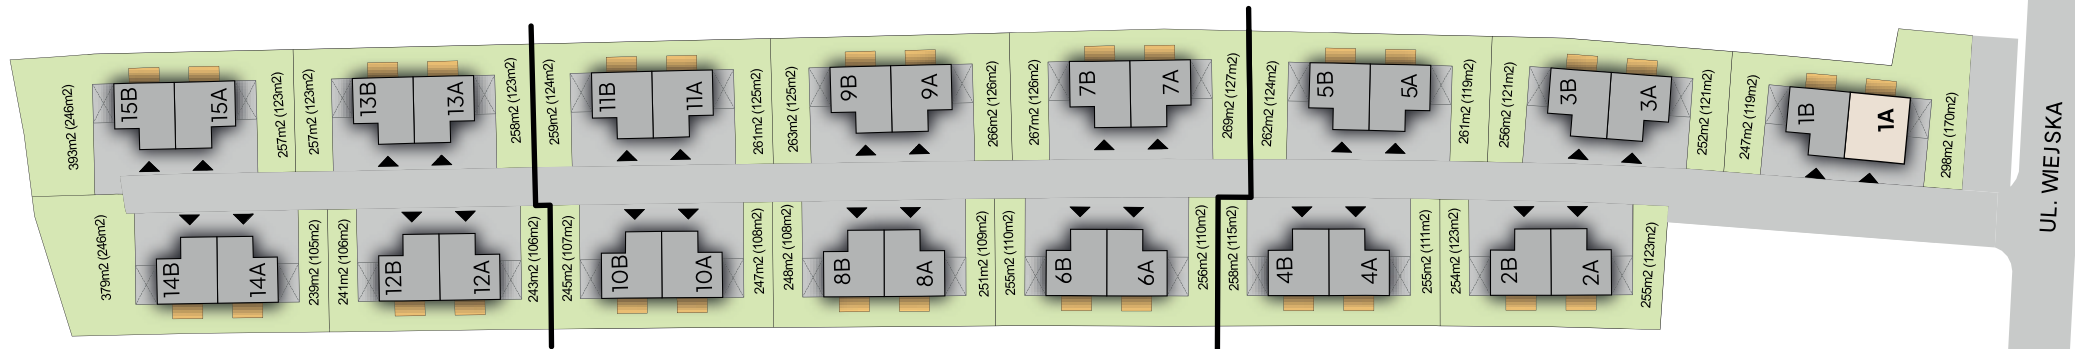 393m2 (246m2)
15B
15A
257m2 (123m2)
257m2 (123m2)
13B
13A
258m2 (123m2)
259m2 (124m2)
11B
11A
261m2 (125m2)
263m2 (125m2)
9B
9A
266m2 (126m2)
267m2 (126m2)
7B
7A
269m2 (127m2)
262m2 (124m2)
5B
5A
261m2 (119m2)
256m2 (121m2)
3B
3A
252m2 (121m2)
247m2 (119m2)
1B
1A
298m2 (170m2)
UL. WIEJSKA
379m2 (246m2)
14B
14A
239m2 (105m2)
241m2 (106m2)
12B
12A
243m2 (106m2)
245m2 (107m2)
10B
10A
247m2 (108m2)
248m2 (108m2)
8B
8A
251m2 (109m2)
255m2 (110m2)
6B
6A
256m2 (110m2)
258m2 (115m2)
4B
4A
255m2 (111m2)
254m2 (123m2)
2B
2A
255m2 (123m2)